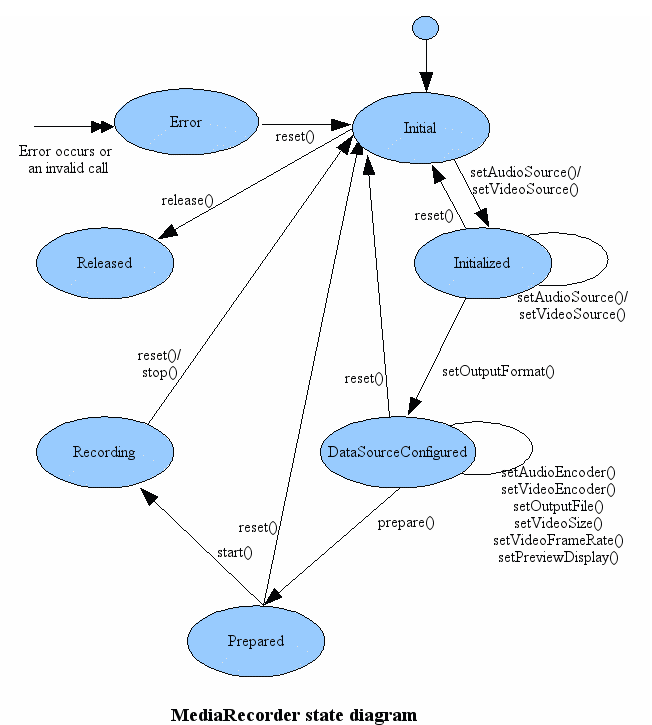 Error
Initial
reset()
Error occurs or
an invalid call
setAudioSource()/
setVideoSource()
release()
reset()
Released
Initialized
setAudioSource()/
setVideoSource()
reset()/
stop()
reset()
setOutputFormat()
Recording
DataSourceConfigured
setAudioEncoder()
setVideoEncoder()
setOutputFile()
setVideoSize()
setVideoFrameRate()
setPreviewDisplay()
reset()
prepare()
start()
Prepared
MediaRecorder state diagram